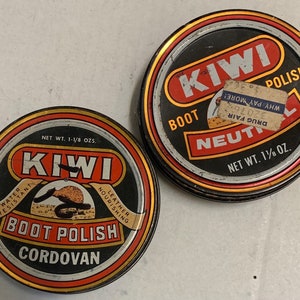 KIWI
BOOT POLISH
DRUG FAIR
WHY PAY MORE!
NEUTRAL
NET WT. 1⅛ OZ.
NET WT. 1-1/8 OZS.
KIWI
LEATHER
NOURISHING
BOOT POLISH
CORDOVAN